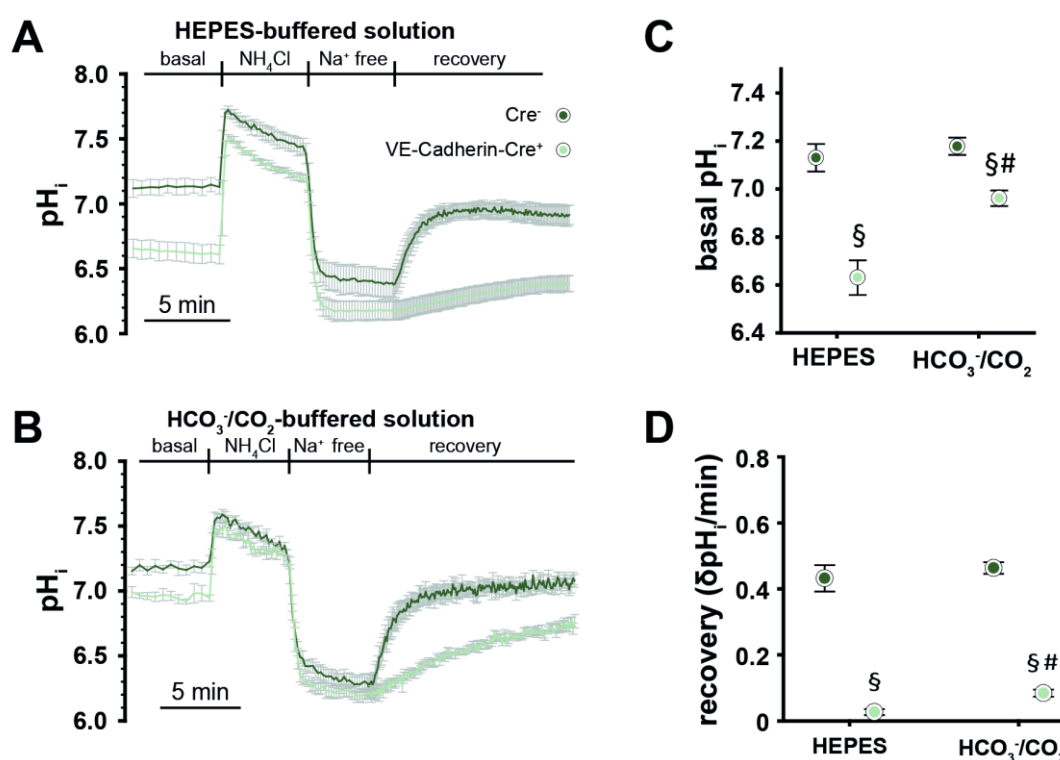 A
HEPES-buffered solution
basal NH₄Cl Na⁺ free recovery
8.0
7.5
7.0
6.5
6.0
pHᵢ
Cre⁻
VE-Cadherin-Cre⁺
5 min
B
HCO₃⁻/CO₂-buffered solution
basal NH₄Cl Na⁺ free recovery
8.0
7.5
7.0
6.5
6.0
pHᵢ
5 min
C
7.4
7.2
7.0
6.8
6.6
6.4
basal pHᵢ
§
§#
HEPES HCO₃⁻/CO₂
D
0.8
0.6
0.4
0.2
0
recovery (δpHᵢ/min)
§
§#
HEPES HCO₃⁻/CO₂